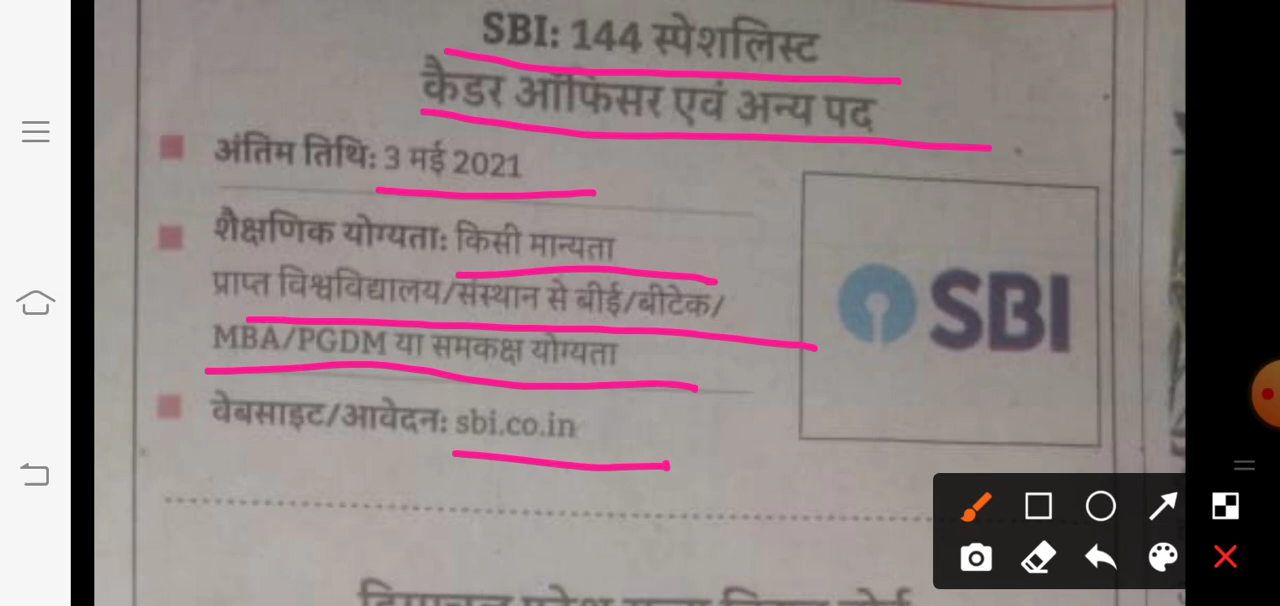 SBI: 144 स्पेशलिस्ट
कैडर ऑफिसर एवं अन्य पद
अंतिम तिथि: 3 मई 2021
शैक्षणिक योग्यता: किसी मान्यता
प्राप्त विश्वविद्यालय/संस्थान से बीई/बीटेक/
MBA/PGDM या समकक्ष योग्यता
वेबसाइट/आवेदन: sbi.co.in
SBI